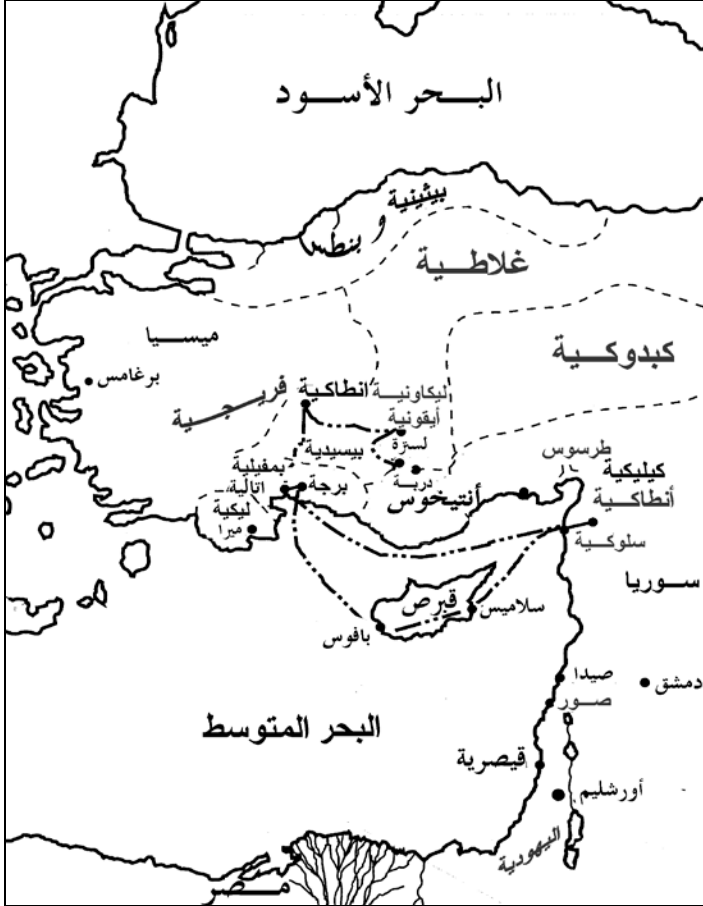 البحر الأسود
بيثينية
و
بنطس
غلاطية
ميسيا
كبدوكية
برغامس
فريجية
انطاكية
ليكاونية
أيقونية
لسترة
بيسيدية
دربة
طرسوس
كيليكية
أنطاكية
بمفيلية
اتالية
برجة
أنتيخوس
ليكية
ميرا
سلوكية
سوريا
قبرص
سلاميس
بافوس
صيدا
دمشق
صور
البحر المتوسط
قيصرية
أورشليم
اليهودية
مصر